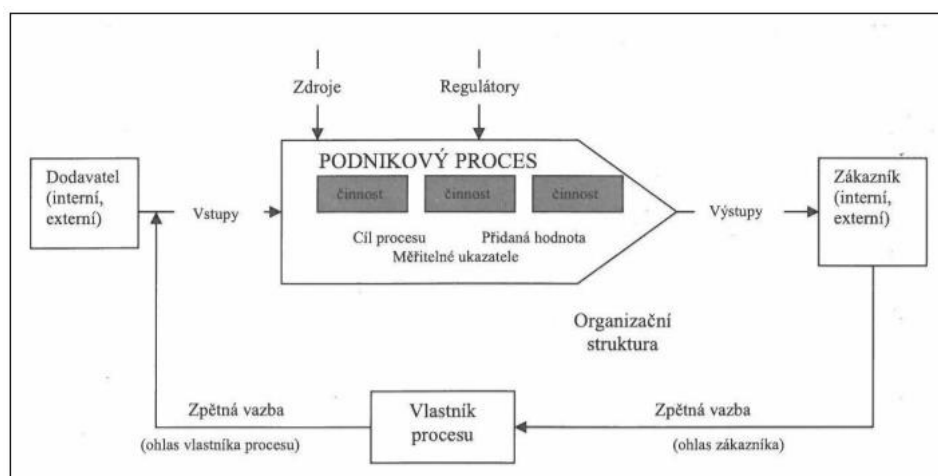 Zdroje
Regulátory
PODNIKOVÝ PROCES
činnost
činnost
činnost
Dodavatel
(interní,
externí)
Vstupy
Cíl procesu
Přidaná hodnota
Měřitelné ukazatele
Výstupy
Zákazník
(interní,
externí)
Organizační
struktura
Zpětná vazba
(ohlas vlastníka procesu)
Vlastník
procesu
Zpětná vazba
(ohlas zákazníka)